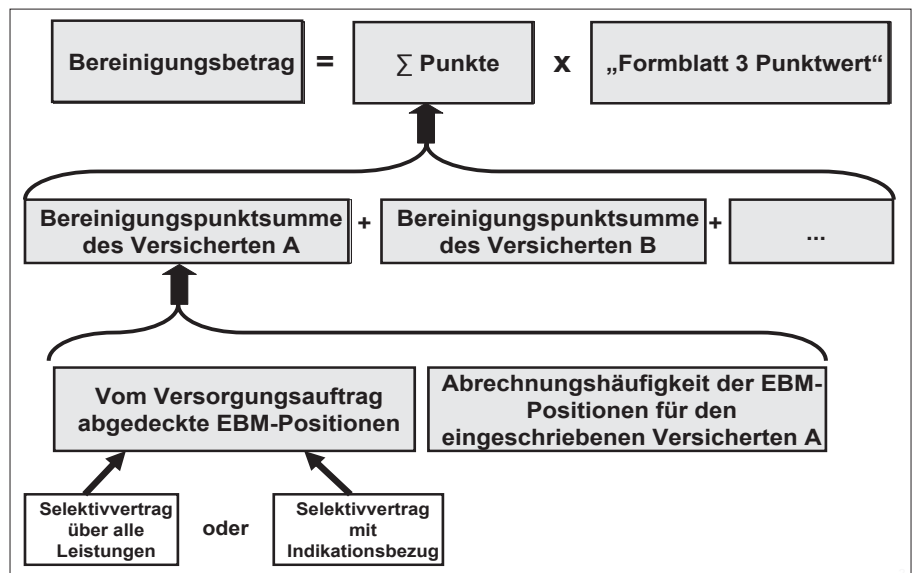 Bereinigungsbetrag = ∑ Punkte x „Formblatt 3 Punktwert“
Bereinigungspunktsumme
des Versicherten A
+
Bereinigungspunktsumme
des Versicherten B
+
...
Vom Versorgungsauftrag
abgedeckte EBM-Positionen
Abrechnungshäufigkeit der EBM-
Positionen für den
eingeschriebenen Versicherten A
Selektivvertrag
über alle
Leistungen
oder
Selektivvertrag
mit
Indikationsbezug